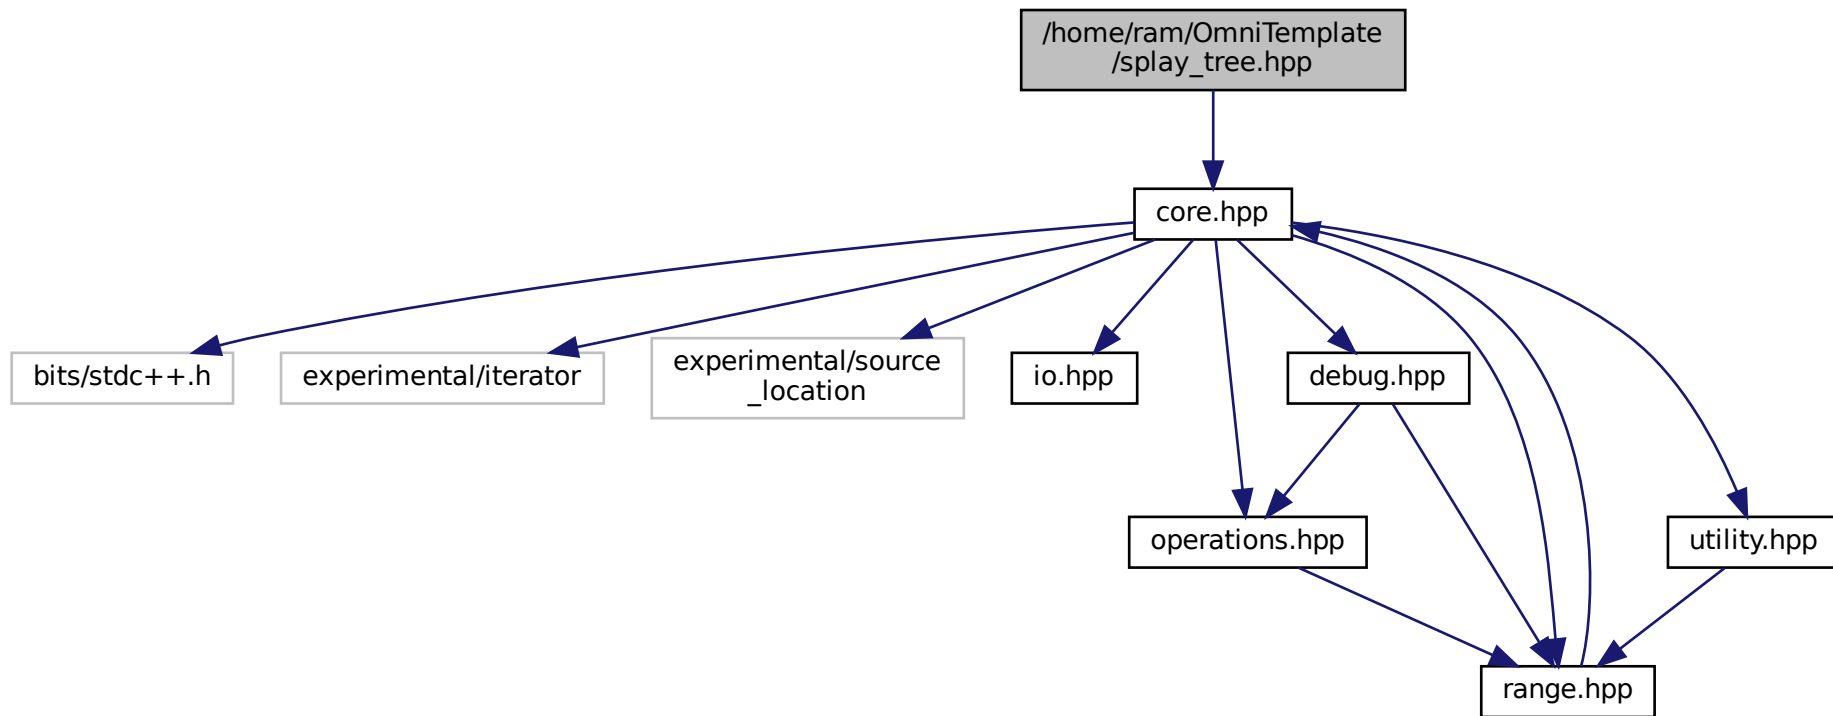 /home/ram/OmniTemplate
/splay_tree.hpp
core.hpp
bits/stdc++.h
experimental/iterator
experimental/source
_location
io.hpp
debug.hpp
operations.hpp
utility.hpp
range.hpp